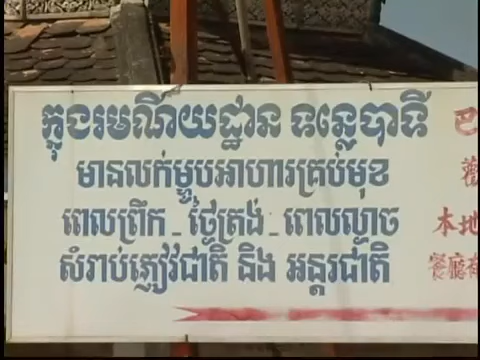 ក្នុងរមណីយដ្ឋាន ទន្លេបាទី
មានលក់ម្ហូបអាហារគ្រប់មុខ
ពេលព្រឹក - ថ្ងៃត្រង់ - ពេលល្ងាច
សំរាប់ភ្ញៀវជាតិ និង អន្តរជាតិ
巴
本地